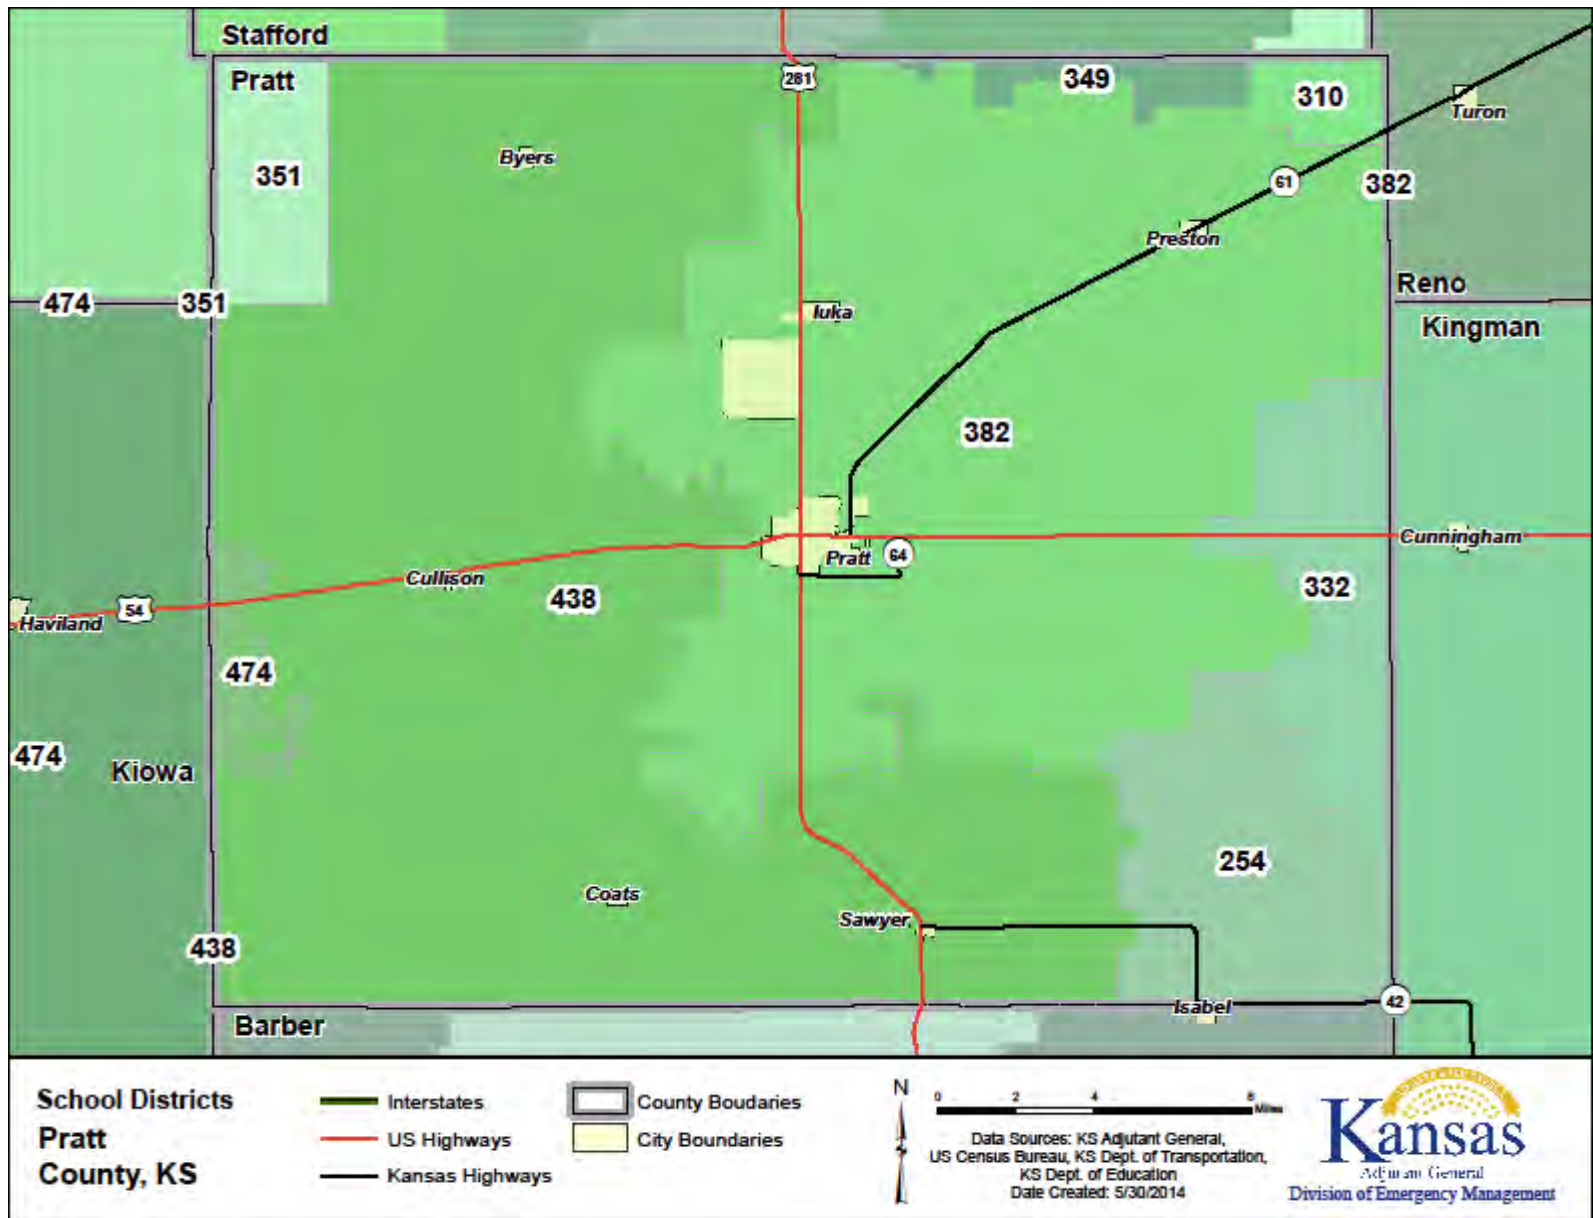 Stafford
Pratt
281
349
310
Turon
Byers
351
61
382
Preston
474
351
Reno
Iuka
Kingman
382
Pratt
64
Cunningham
Cullison
438
332
54
Haviland
474
474
Kiowa
254
Coats
Sawyer
438
42
Isabel
Barber
School Districts
Pratt
County, KS
Interstates
US Highways
Kansas Highways
County Boudaries
City Boundaries
N
0 2 4 8
Miles
Data Sources: KS Adjutant General,
US Census Bureau, KS Dept. of Transportation,
KS Dept. of Education
Date Created: 5/30/2014
Kansas
Adjutant General
Division of Emergency Management